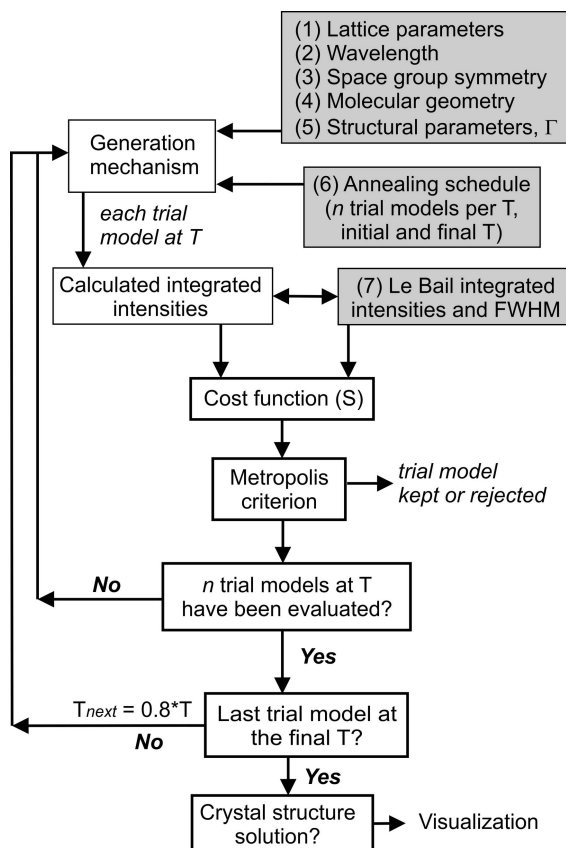 (1) Lattice parameters
(2) Wavelength
(3) Space group symmetry
(4) Molecular geometry
(5) Structural parameters, Γ
Generation
mechanism
(6) Annealing schedule
(n trial models per T,
initial and final T)
each trial
model at T
Calculated integrated
intensities
(7) Le Bail integrated
intensities and FWHM
Cost function (S)
Metropolis
criterion
trial model
kept or rejected
No
n trial models at T
have been evaluated?
Yes
Tnext = 0.8*T
No
Last trial model at
the final T?
Yes
Crystal structure
solution?
Visualization